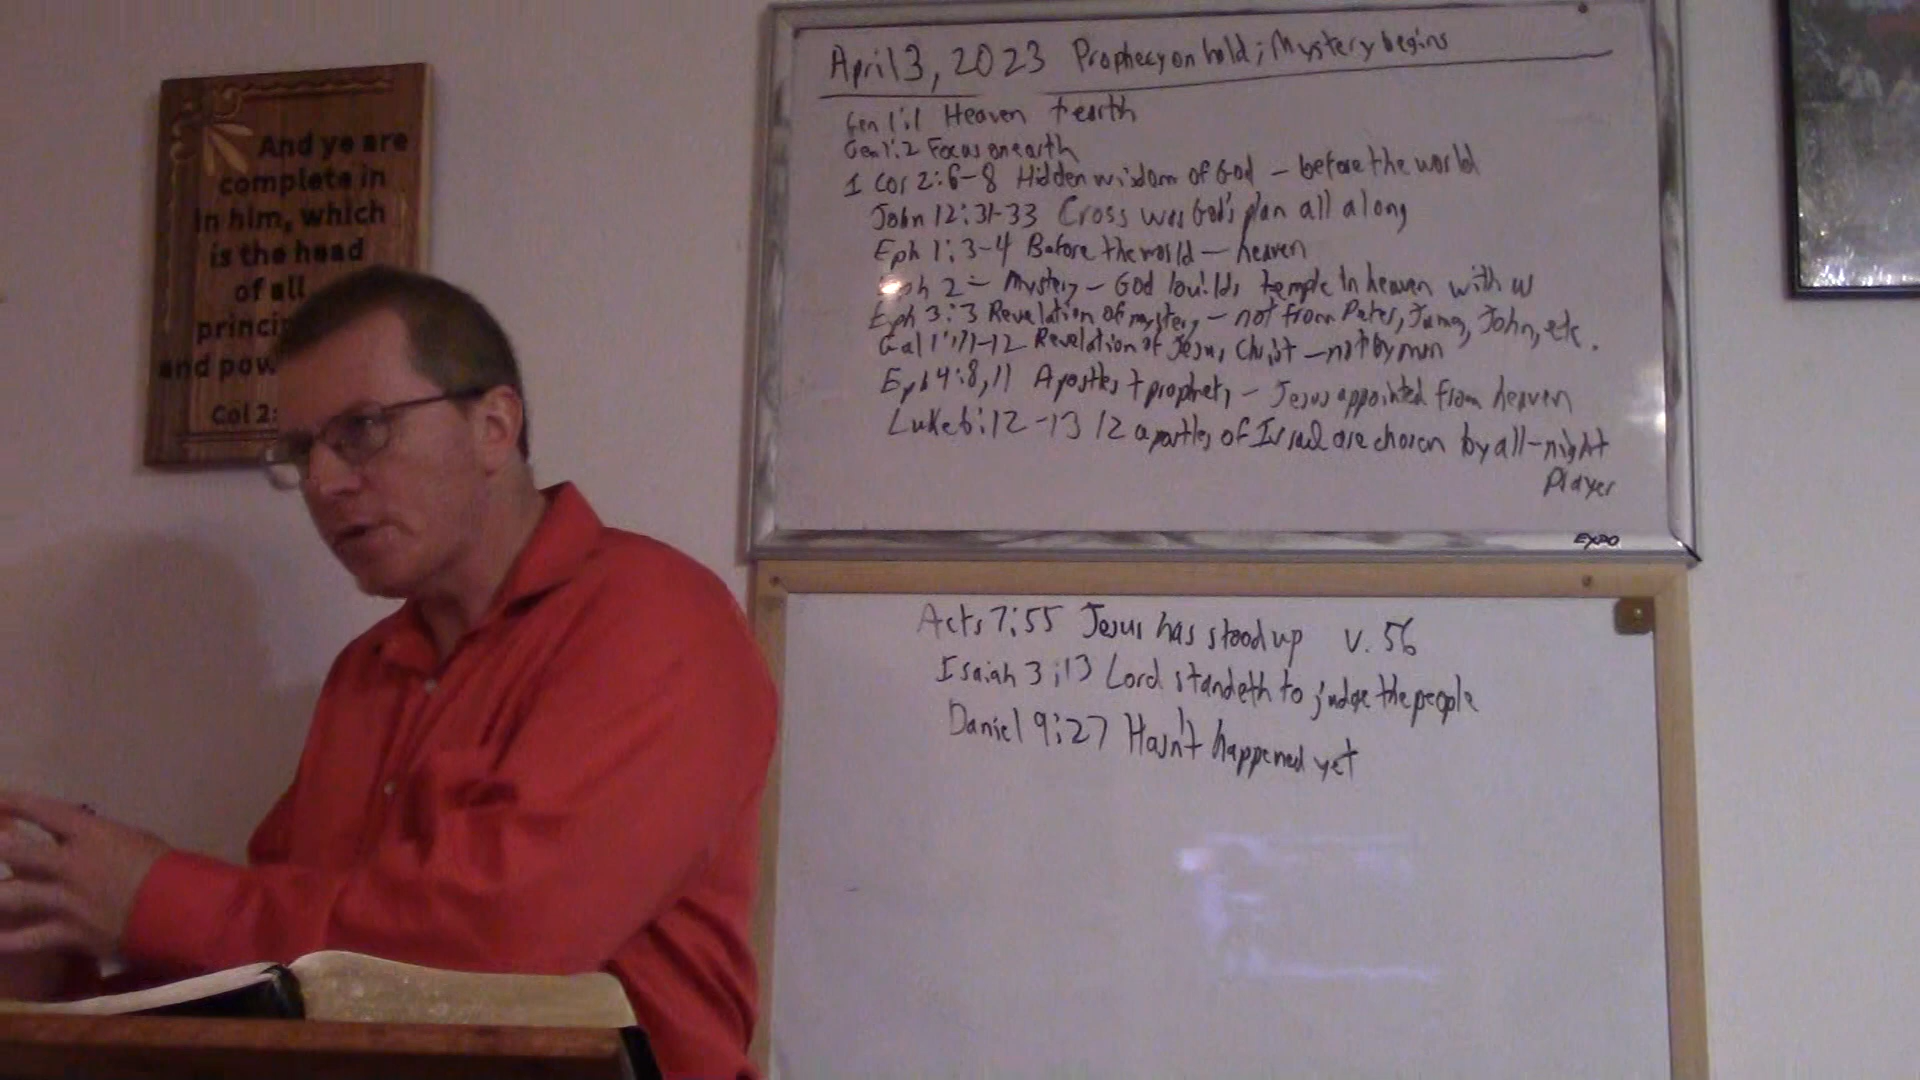 And ye are
complete in
in him, which
is the head
of all
princi
and pow
Col 2:
April 3, 2023 Prophecy on hold; Mystery begins
Gen 1:1 Heaven + earth
Gen 1:2 Focus on earth
I Cor 2:6-8 Hidden wisdom of God - before the world
John 12:31-33 Cross was God's plan all along
Eph 1:3-4 Before the world - heaven
Eph 2 - Mystery - God builds temple in heaven with us
Eph 3:3 Revelation of mystery - not from Peter, James, John, etc.
Gal 1:11-12 Revelation of Jesus Christ - not by men
Eph 4:8,11 Apostles + prophets - Jesus appointed from heaven
Luke 6:12-13 12 apostles of Israel are chosen by all-night
Prayer
EXPO
Acts 7:55 Jesus has stood up v. 56
Isaiah 3:13 Lord standeth to judge the people
Daniel 9:27 Hasn't happened yet